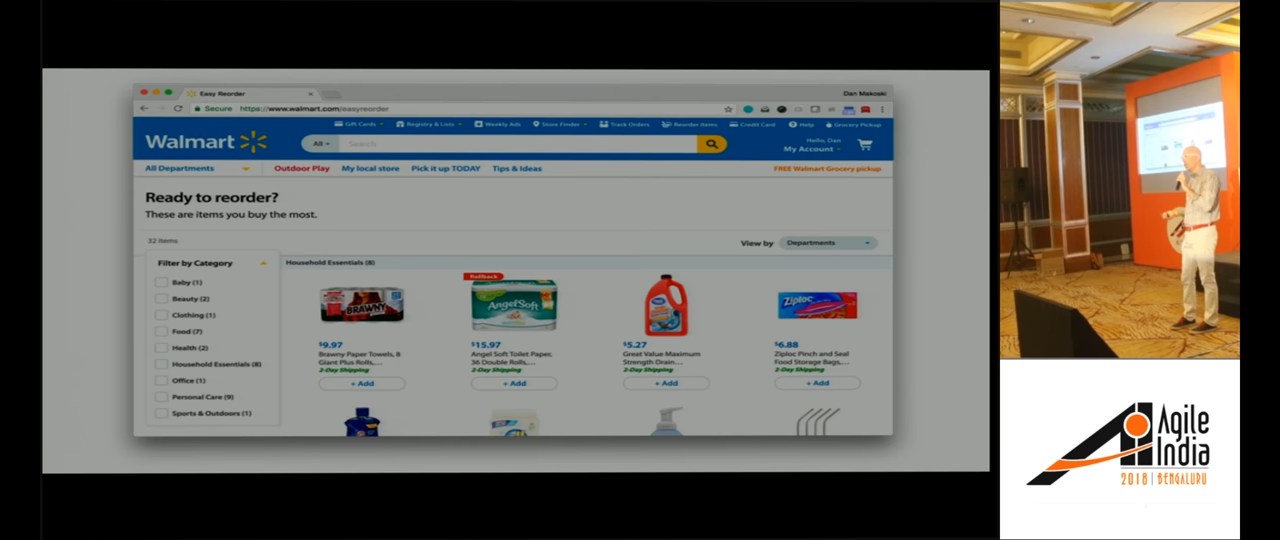 Easy Reorder
Dan Makoski
Secure https://www.walmart.com/easyreorder
Gift Cards Registry & Lists Weekly Ads Store Finder Track Orders Reorder Items Credit Card Help Grocery Pickup
Walmart
All Search
Hello, Dan
My Account
All Departments Outdoor Play My local store Pick it up TODAY Tips & Ideas FREE Walmart Grocery pickup
Ready to reorder?
These are items you buy the most.
32 items
View by Departments
Filter by Category
Baby (1)
Beauty (2)
Clothing (1)
Food (7)
Health (2)
Household Essentials (8)
Office (1)
Personal Care (9)
Sports & Outdoors (1)
Household Essentials (8)
Rollback
BRAWNY
Angel Soft
Ziploc
$9.97
Brawny Paper Towels, 8
Giant Plus Rolls,...
2-Day Shipping
+ Add
$15.97
Angel Soft Toilet Paper,
36 Double Rolls,...
2-Day Shipping
+ Add
$5.27
Great Value Maximum
Strength Drain...
2-Day Shipping
+ Add
$6.88
Ziploc Pinch and Seal
Food Storage Bags,...
2-Day Shipping
+ Add
Agile
India
2018 | BENGALURU